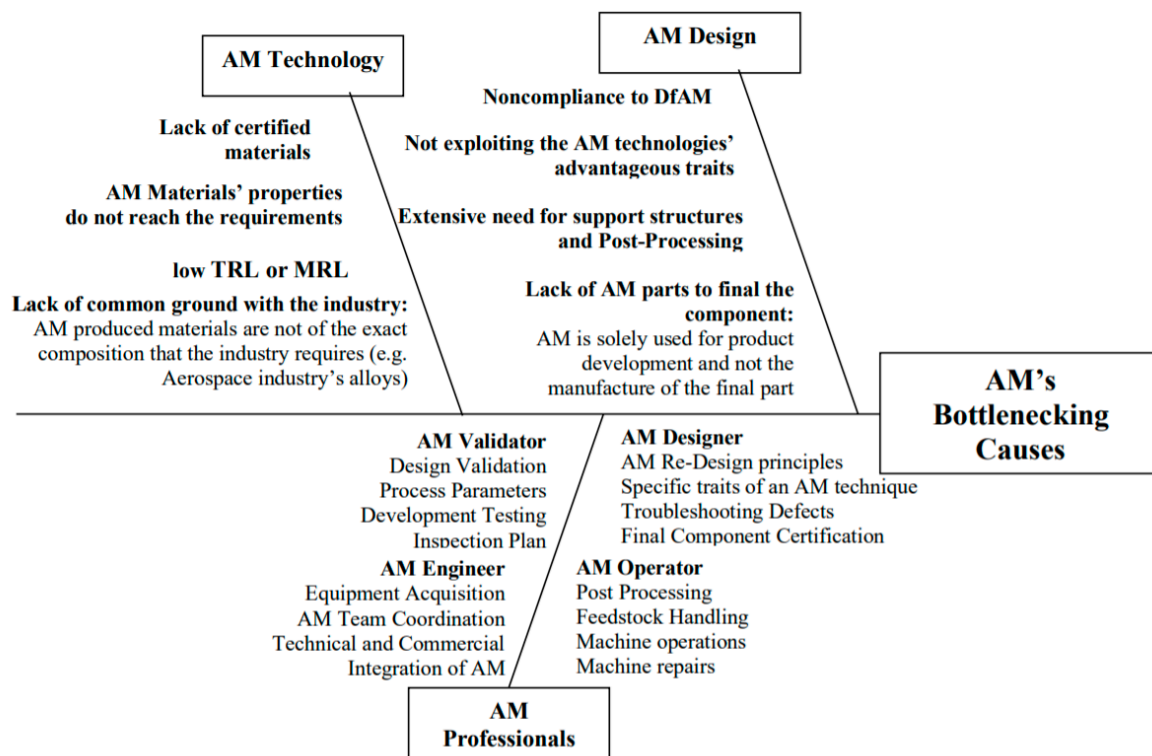 AM Technology
Lack of certified
materials
AM Materials’ properties
do not reach the requirements
low TRL or MRL
Lack of common ground with the industry:
AM produced materials are not of the exact
composition that the industry requires (e.g.
Aerospace industry’s alloys)
AM Design
Noncompliance to DfAM
Not exploiting the AM technologies’
advantageous traits
Extensive need for support structures
and Post-Processing
Lack of AM parts to final the
component:
AM is solely used for product
development and not the
manufacture of the final part
AM’s
Bottlenecking
Causes
AM Validator
Design Validation
Process Parameters
Development Testing
Inspection Plan
AM Engineer
Equipment Acquisition
AM Team Coordination
Technical and Commercial
Integration of AM
AM Designer
AM Re-Design principles
Specific traits of an AM technique
Troubleshooting Defects
Final Component Certification
AM Operator
Post Processing
Feedstock Handling
Machine operations
Machine repairs
AM
Professionals